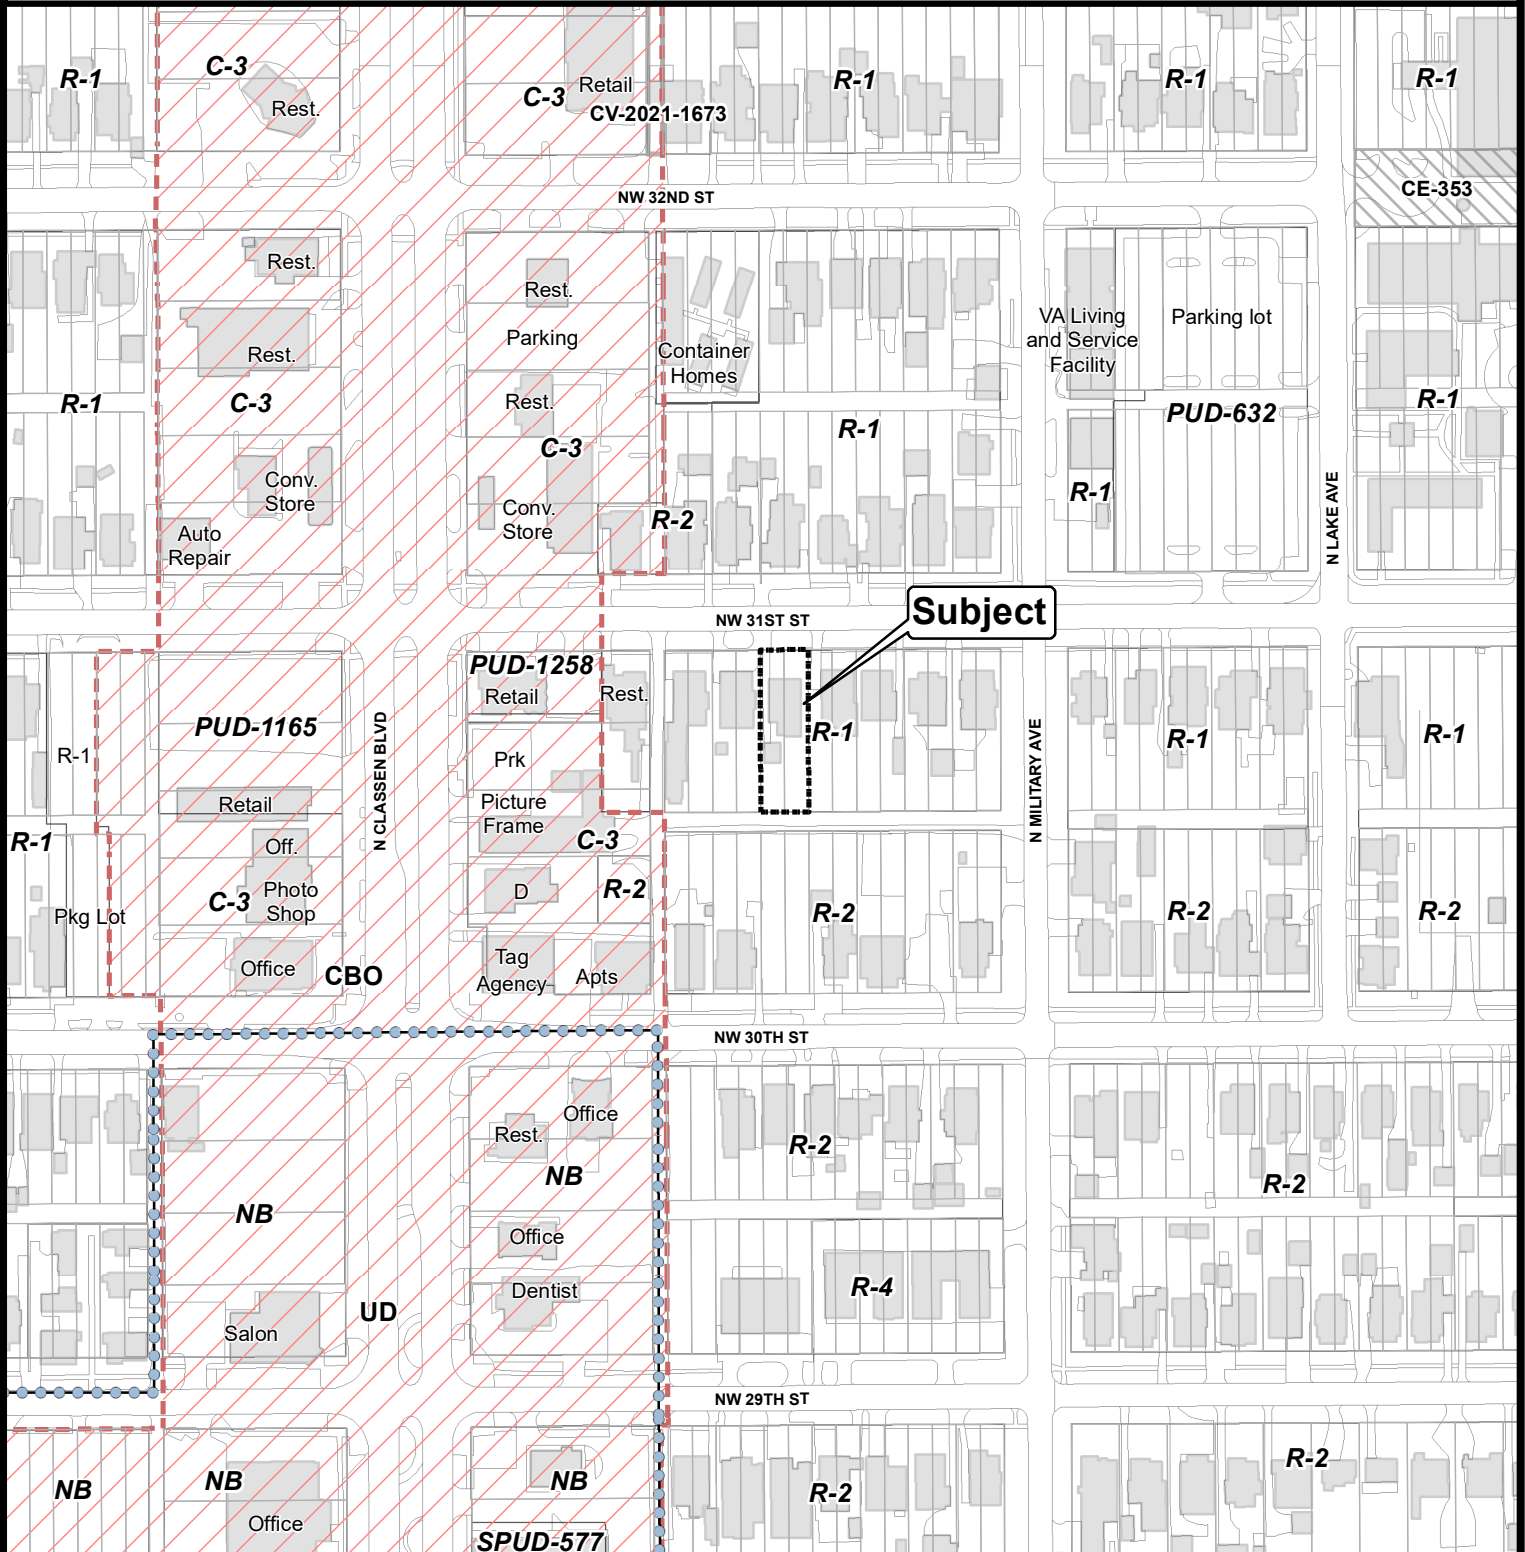 R-1
C-3
Rest.
C-3
Retail
CV-2021-1673
R-1
R-1
R-1
NW 32ND ST
CE-353
Rest.
Rest.
Parking
Rest.
Container
Homes
VA Living
and Service
Facility
Parking lot
R-1
C-3
Rest.
C-3
R-1
PUD-632
R-1
Conv.
Store
Conv.
Store
R-2
R-1
N LAKE AVE
Auto
Repair
NW 31ST ST
Subject
PUD-1258
Retail
Rest.
PUD-1165
R-1
N CLASSEN BLVD
Prk
R-1
N MILITARY AVE
R-1
R-1
Retail
Picture
Frame
C-3
R-1
Off.
C-3
Photo
Shop
D
R-2
Pkg Lot
R-2
R-2
R-2
Office
CBO
Tag
Agency
Apts
NW 30TH ST
Office
Rest.
R-2
NB
NB
R-2
Office
Dentist
R-4
UD
Salon
NW 29TH ST
NB
NB
NB
R-2
R-2
Office
SPUD-577